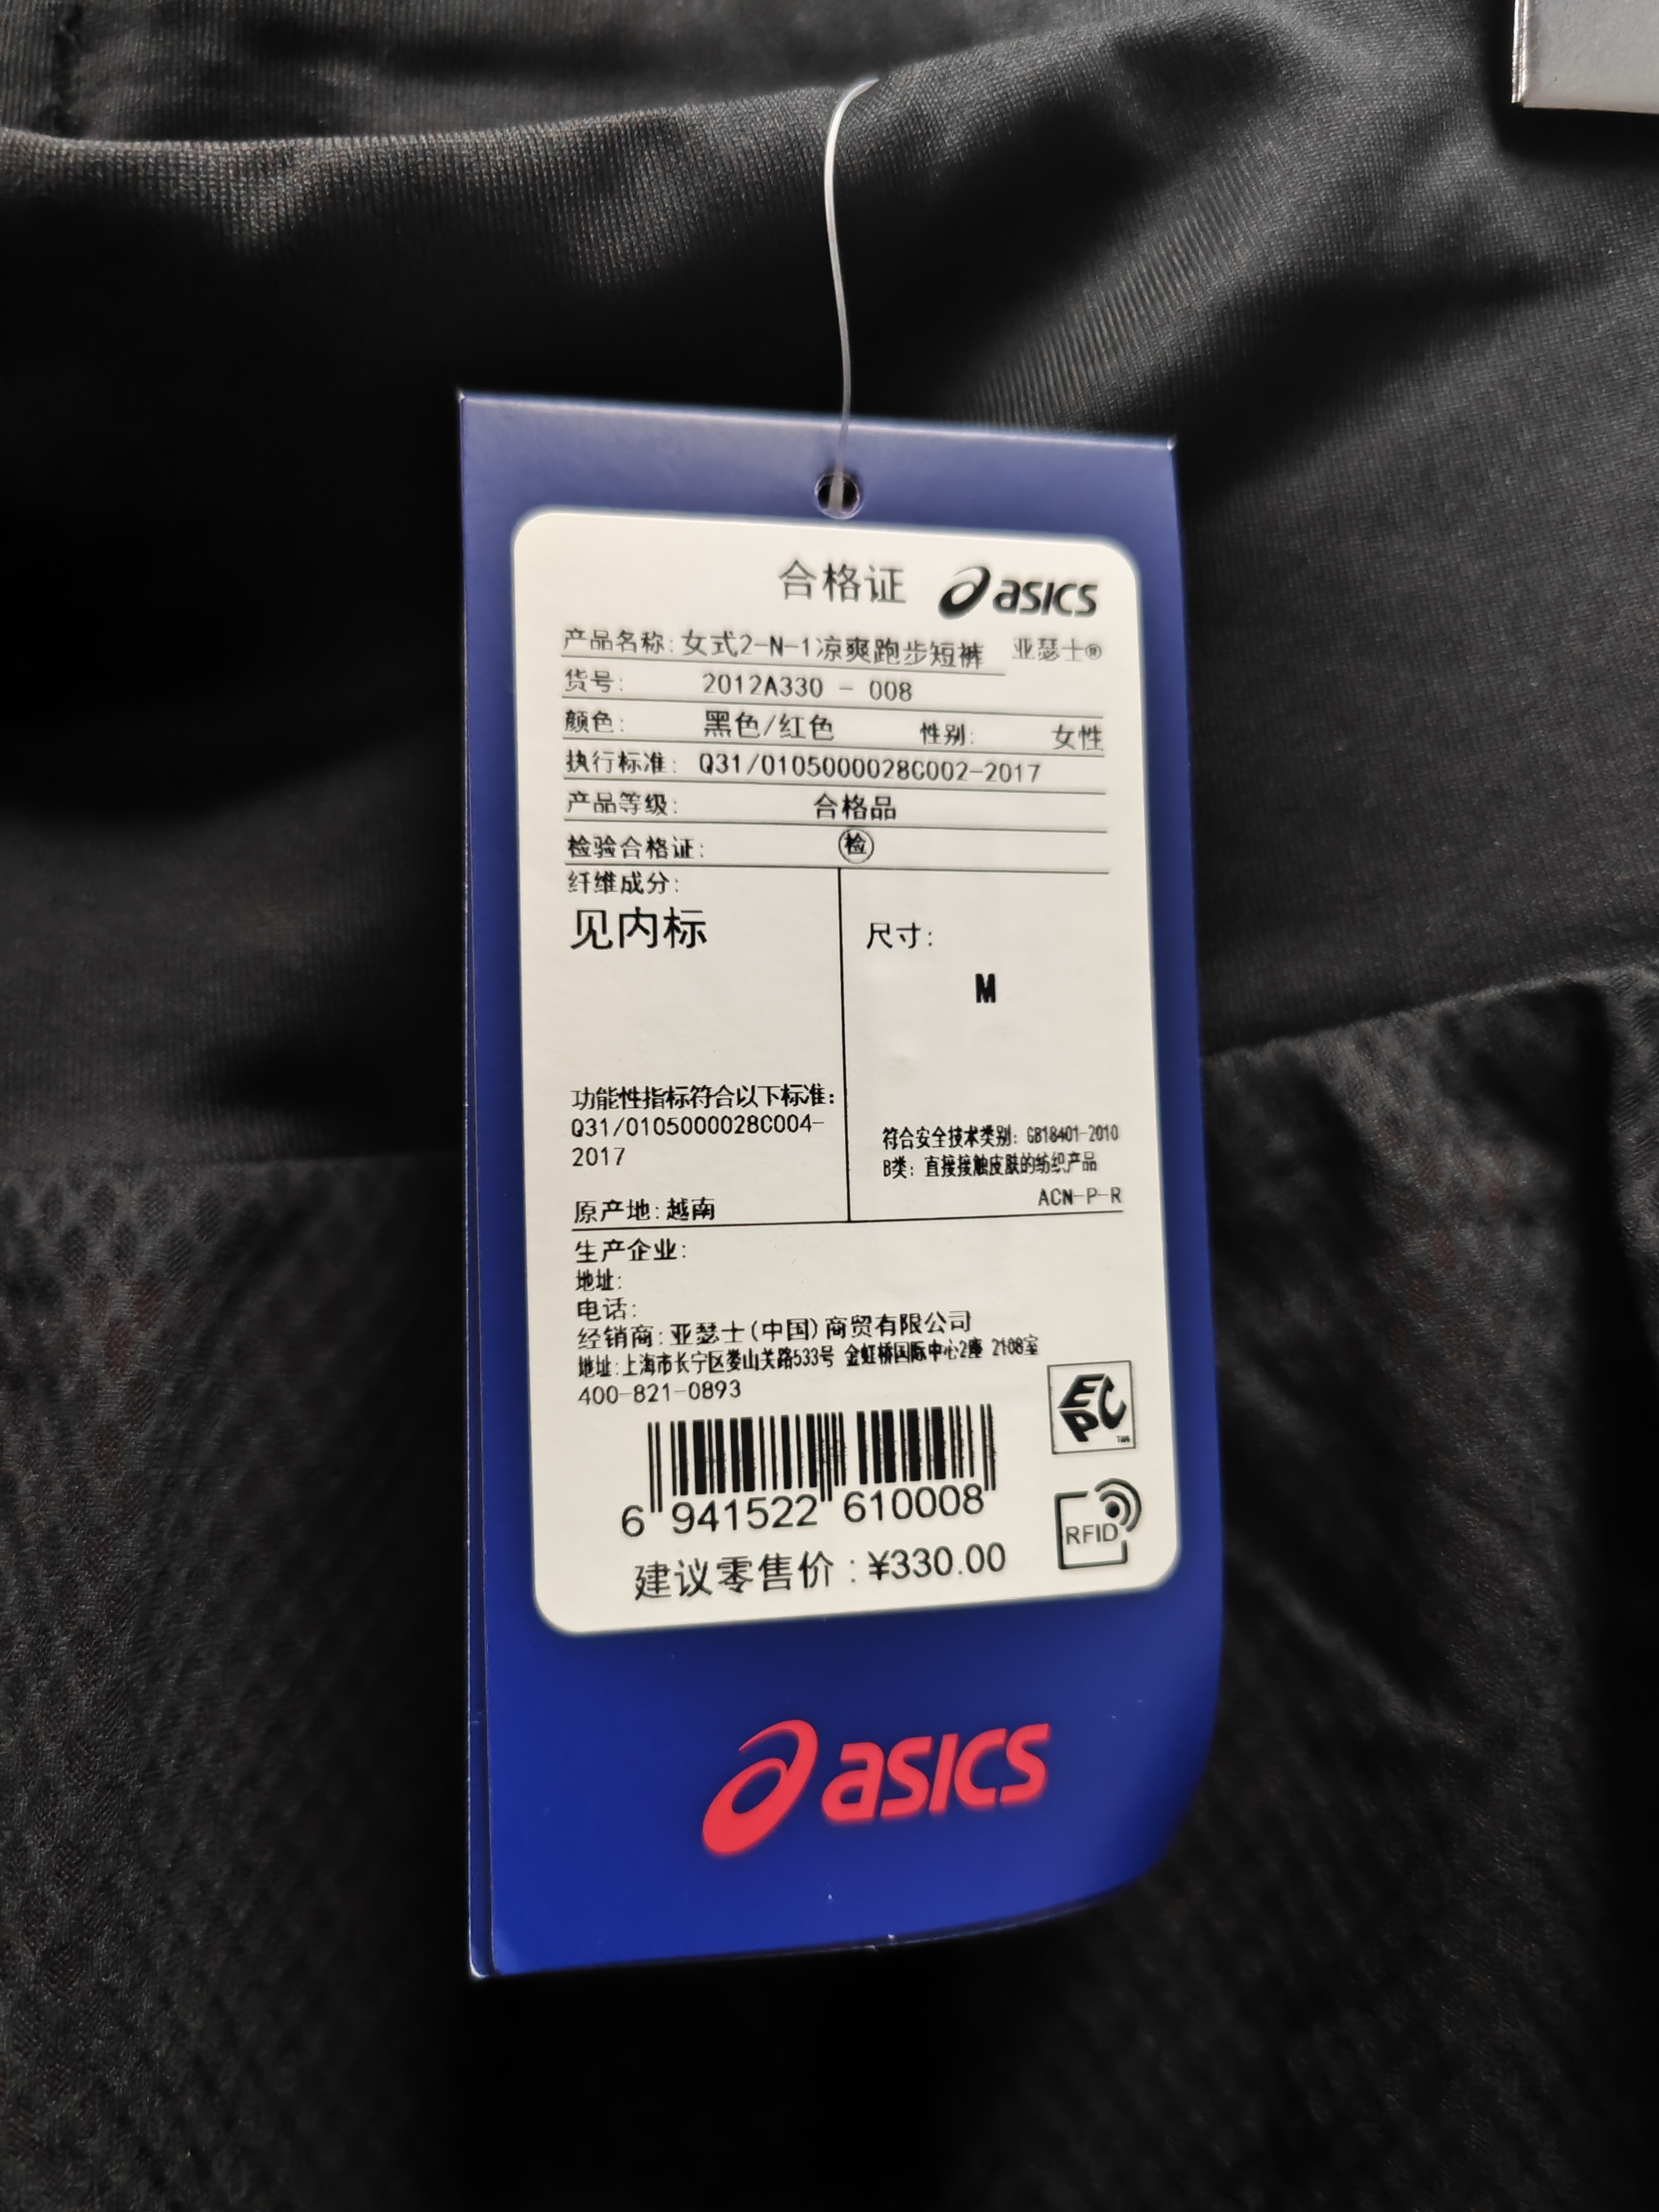 合格证 asics
产品名称: 女式2-N-1凉爽跑步短裤 亚瑟士®
货号: 2012A330 - 008
颜色: 黑色/红色 性别: 女性
执行标准: Q31/0105000028C002-2017
产品等级: 合格品
检验合格证: 检
纤维成分:
见内标
尺寸:
M
功能性指标符合以下标准:
Q31/0105000028C004-
2017
原产地: 越南
符合安全技术类别: GB18401-2010
B类: 直接接触皮肤的纺织产品
ACN-P-R
生产企业:
地址:
电话:
经销商: 亚瑟士(中国)商贸有限公司
地址: 上海市长宁区娄山关路533号 金虹桥国际中心2座 2108室
400-821-0893
EPC™
6 941522 610008
RFID
建议零售价: ¥330.00
asics